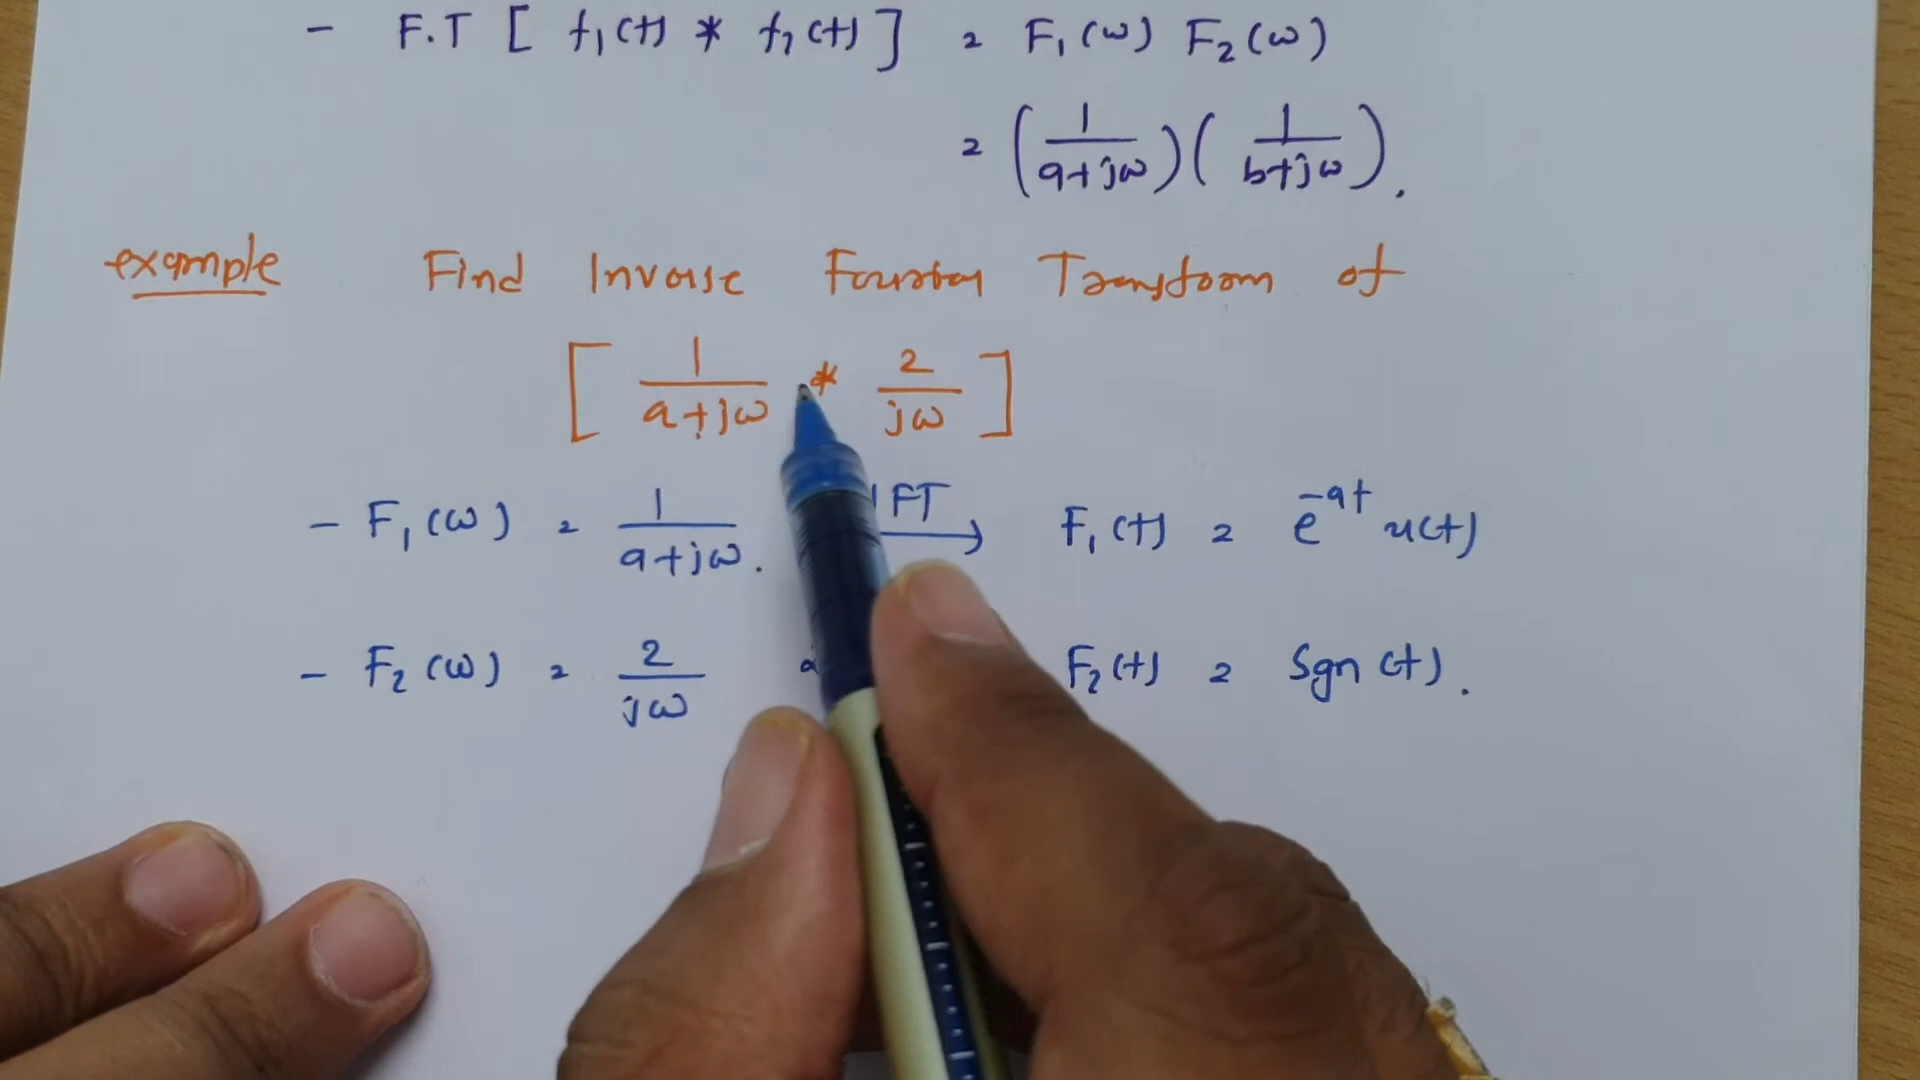 - F.T [ f₁(t) * f₂(t) ] = F₁(ω) F₂(ω)
= (1/(a+jω)) (1/(b+jω)).
example Find Inverse Fourier Transform of
[ 1/(a+jω) * 2/jω ]
- F₁(ω) = 1/(a+jω). IFT → F₁(t) = e^-at u(t)
- F₂(ω) = 2/jω F₂(t) = Sgn(t).